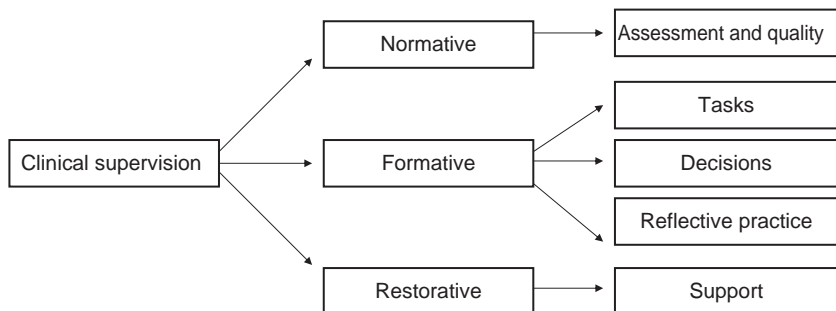 Clinical supervision
Normative
Assessment and quality
Formative
Tasks
Decisions
Reflective practice
Restorative
Support